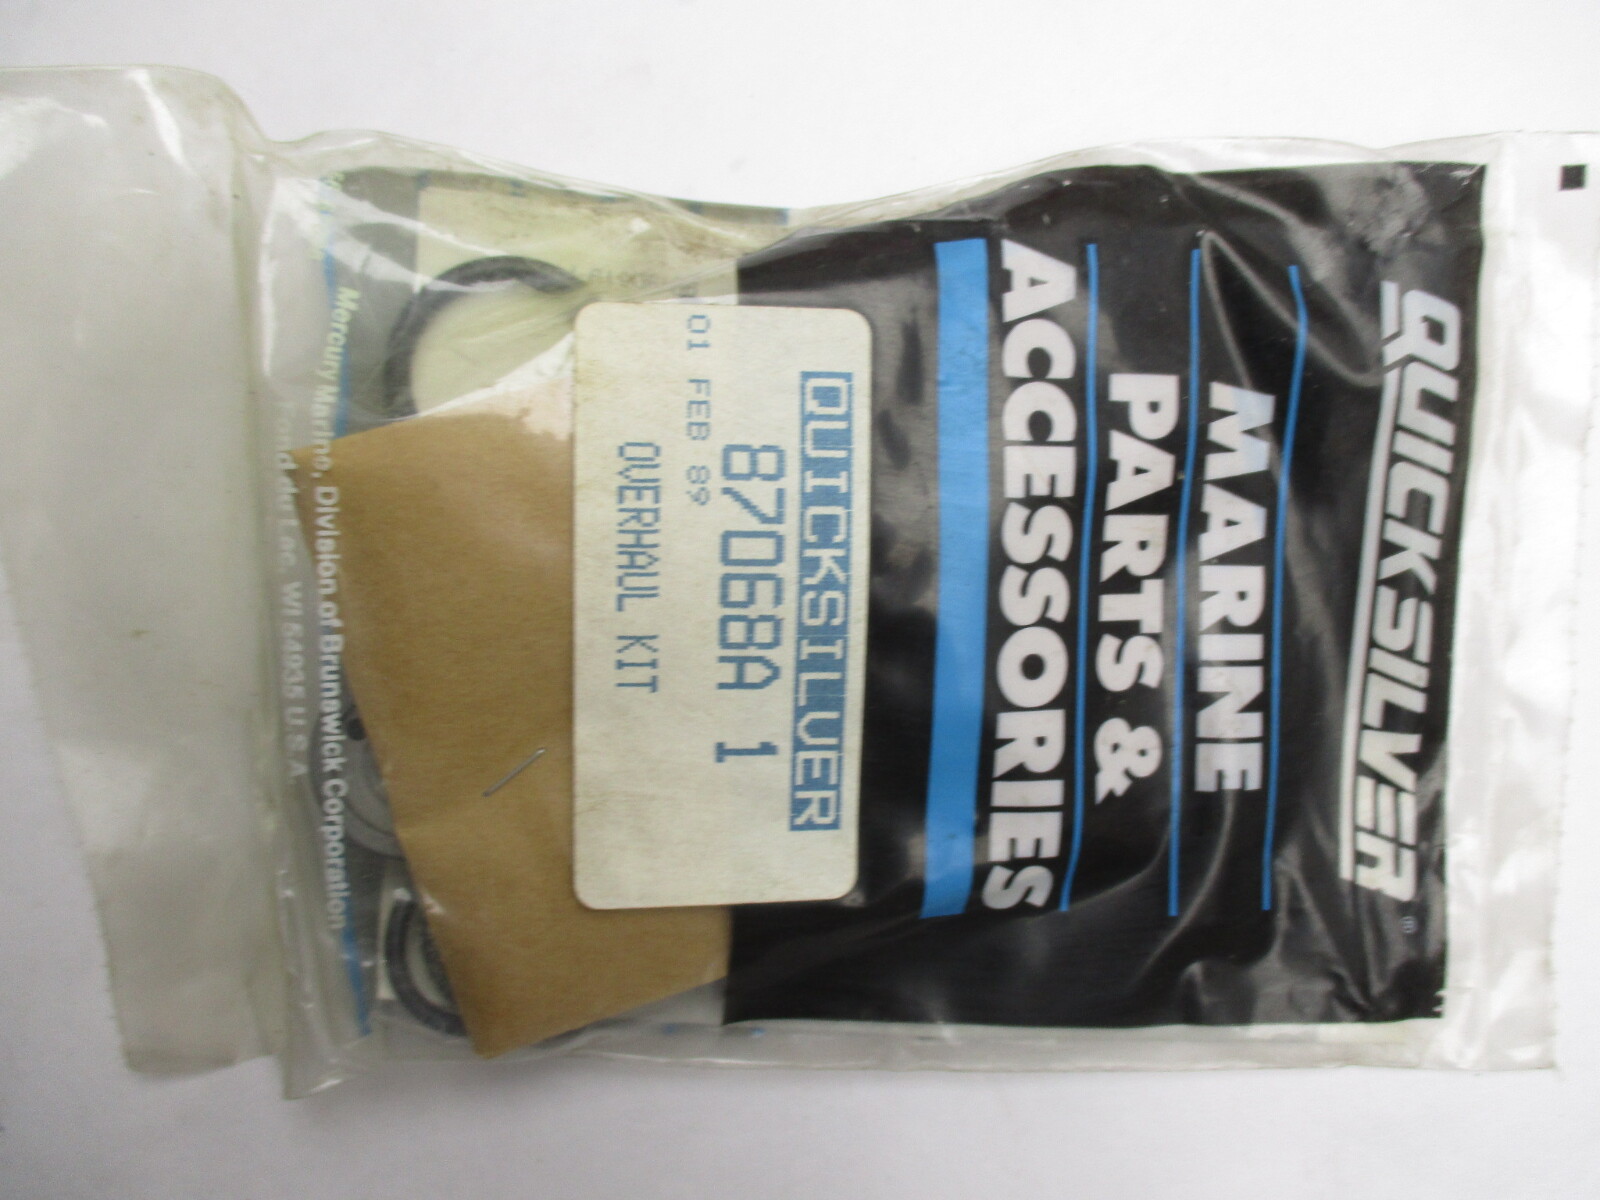 QUICKSILVER®
MARINE
PARTS &
ACCESSORIES
QUICKSILVER
87068A 1
01 FEB 89
OVERHAUL KIT
Mercury Marine, Division of Brunswick Corporation
Fond du Lac, WI 54935 U.S.A.